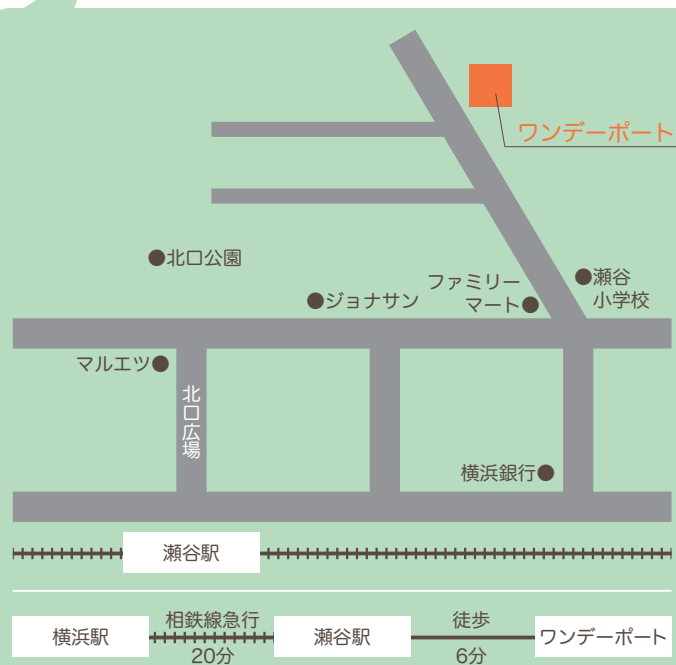 ワンデーポート
●北口公園
ファミリー
マート●
●瀬谷
小学校
●ジョナサン
マルエツ●
北口広場
横浜銀行●
瀬谷駅
横浜駅
相鉄線急行
20分
瀬谷駅
徒歩
6分
ワンデーポート